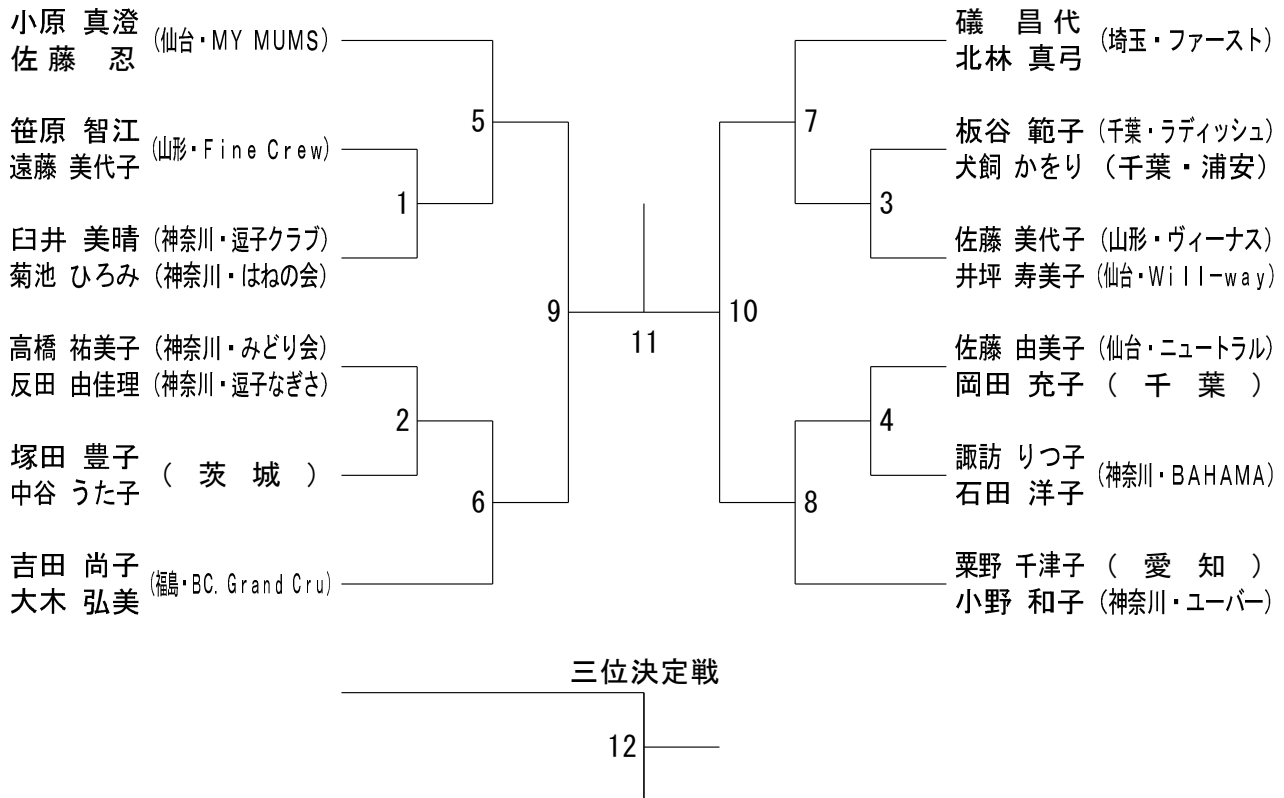 小原 真澄 (仙台・MY MUMS)
佐藤 忍
笹原 智江 (山形・Fine Crew)
遠藤 美代子
臼井 美晴 (神奈川・逗子クラブ)
菊池 ひろみ (神奈川・はねの会)
高橋 祐美子 (神奈川・みどり会)
反田 由佳理 (神奈川・逗子なぎさ)
塚田 豊子 (茨城)
中谷 うた子
吉田 尚子 (福島・BC. Grand Cru)
大木 弘美
5
1
9
2
6
11
7
3
10
4
8
礒 昌代 (埼玉・ファースト)
北林 真弓
板谷 範子 (千葉・ラディッシュ)
犬飼 かをり (千葉・浦安)
佐藤 美代子 (山形・ヴィーナス)
井坪 寿美子 (仙台・Will-way)
佐藤 由美子 (仙台・ニュートラル)
岡田 充子 (千葉)
諏訪 りつ子 (神奈川・BAHAMA)
石田 洋子
粟野 千津子 (愛知)
小野 和子 (神奈川・ユーバー)
三位決定戦
12